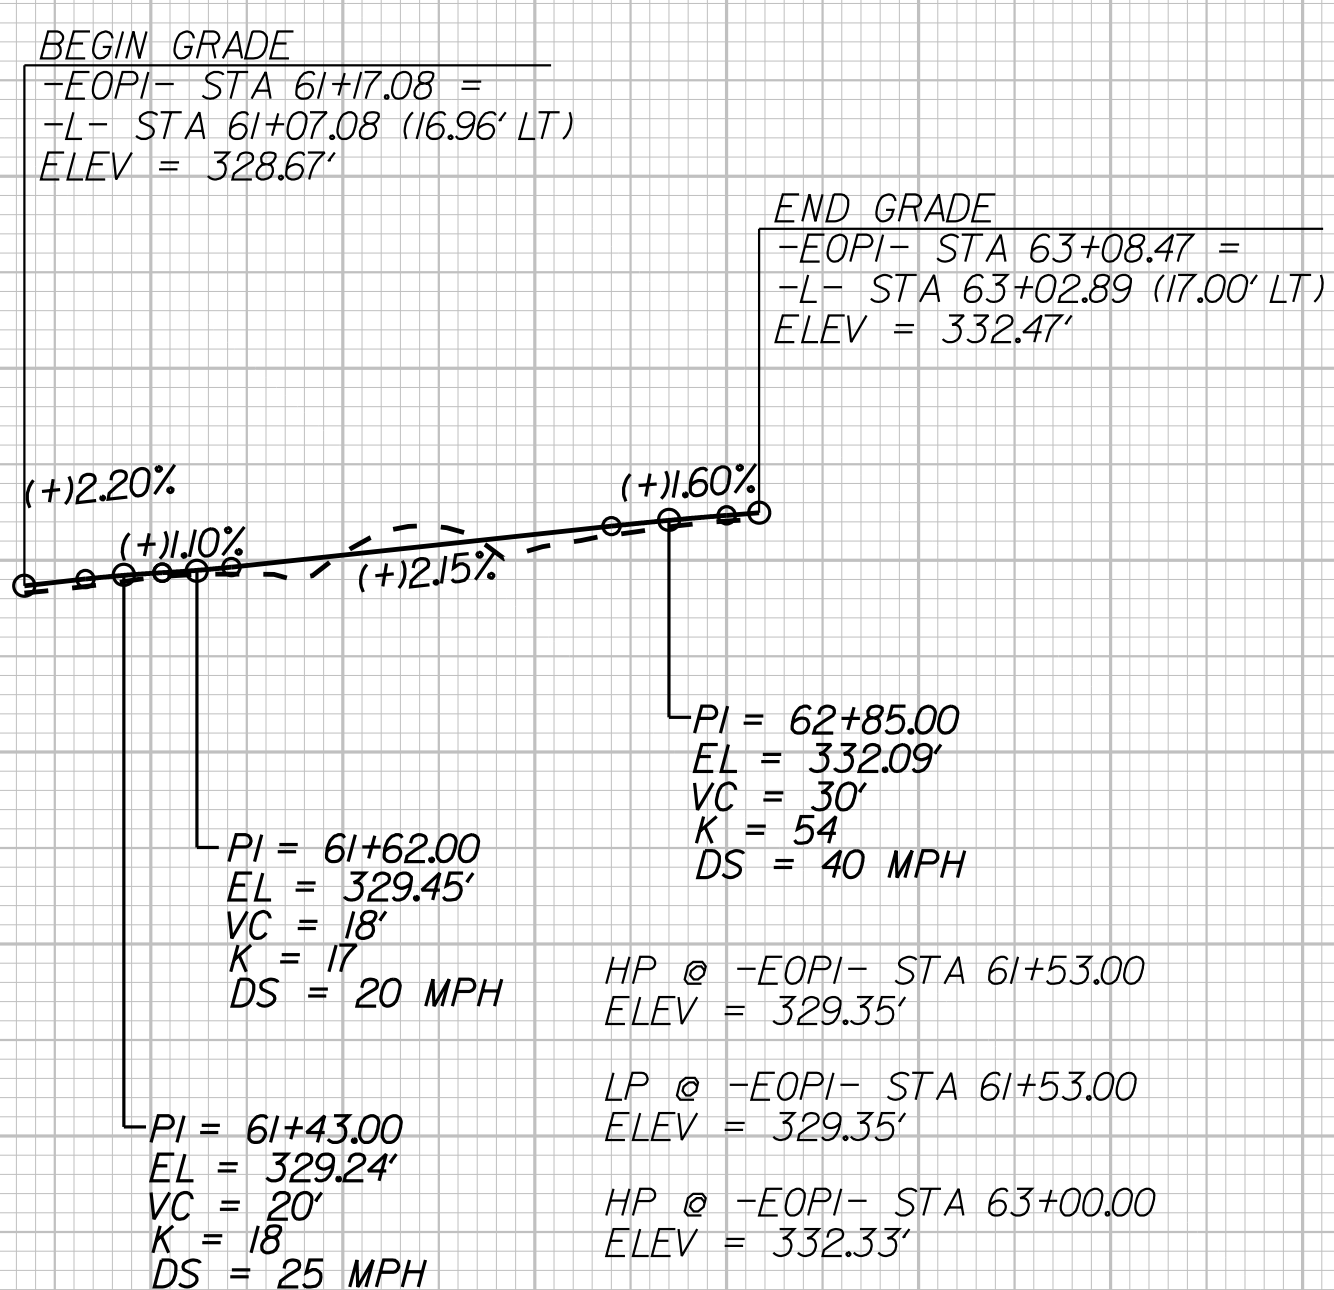 BEGIN GRADE
-EOPI- STA 61+17.08 =
-L- STA 61+07.08 (16.96' LT)
ELEV = 328.67'
END GRADE
-EOPI- STA 63+08.47 =
-L- STA 63+02.89 (17.00' LT)
ELEV = 332.47'
(+)2.20%
(+)1.10%
(+)2.15%
(+)1.60%
PI = 62+85.00
EL = 332.09'
VC = 30'
K = 54
DS = 40 MPH
PI = 61+62.00
EL = 329.45'
VC = 18'
K = 17
DS = 20 MPH
PI = 61+43.00
EL = 329.24'
VC = 20'
K = 18
DS = 25 MPH
HP @ -EOPI- STA 61+53.00
ELEV = 329.35'
LP @ -EOPI- STA 61+53.00
ELEV = 329.35'
HP @ -EOPI- STA 63+00.00
ELEV = 332.33'